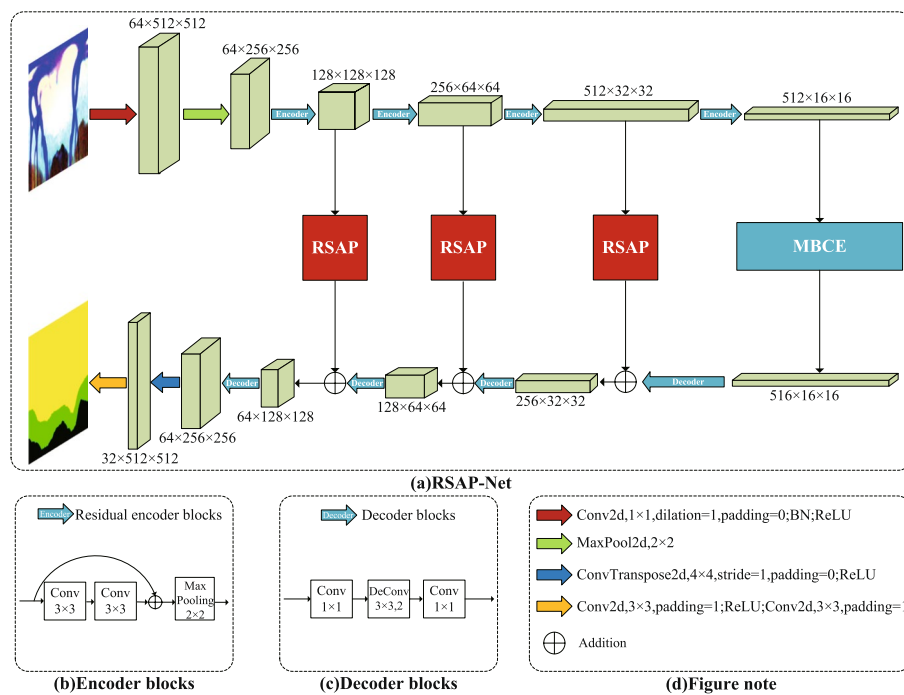 64×512×512
64×256×256
128×128×128
256×64×64
512×32×32
512×16×16
Encoder
Encoder
Encoder
Encoder
RSAP
RSAP
RSAP
MBCE
Decoder
Decoder
Decoder
Decoder
32×512×512
64×256×256
64×128×128
128×64×64
256×32×32
516×16×16
(a)RSAP-Net
Encoder
Residual encoder blocks
Conv
3×3
Conv
3×3
Max
Pooling
2×2
(b)Encoder blocks
Decoder
Decoder blocks
Conv
1×1
DeConv
3×3,2
Conv
1×1
(c)Decoder blocks
Conv2d,1×1,dilation=1,padding=0;BN;ReLU
MaxPool2d,2×2
ConvTranspose2d,4×4,stride=1,padding=0;ReLU
Conv2d,3×3,padding=1;ReLU;Conv2d,3×3,padding=1
Addition
(d)Figure note